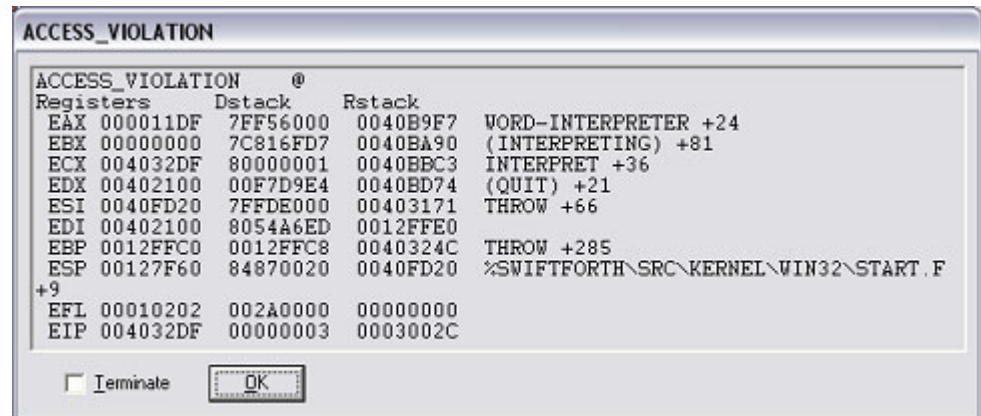 ACCESS_VIOLATION
ACCESS_VIOLATION @
Registers Dstack Rstack
EAX 000011DF 7FF56000 0040B9F7 WORD-INTERPRETER +24
EBX 00000000 7C816FD7 0040BA90 (INTERPRETING) +81
ECX 004032DF 80000001 0040BBC3 INTERPRET +36
EDX 00402100 00F7D9E4 0040BD74 (QUIT) +21
ESI 0040FD20 7FFDE000 00403171 THROW +66
EDI 00402100 8054A6ED 0012FFE0
EBP 0012FFC0 0012FFC8 0040324C THROW +285
ESP 00127F60 84870020 0040FD20 %SWIFTFORTH\SRC\KERNEL\WIN32\START.F
+9
EFL 00010202 002A0000 00000000
EIP 004032DF 00000003 0003002C
Terminate OK